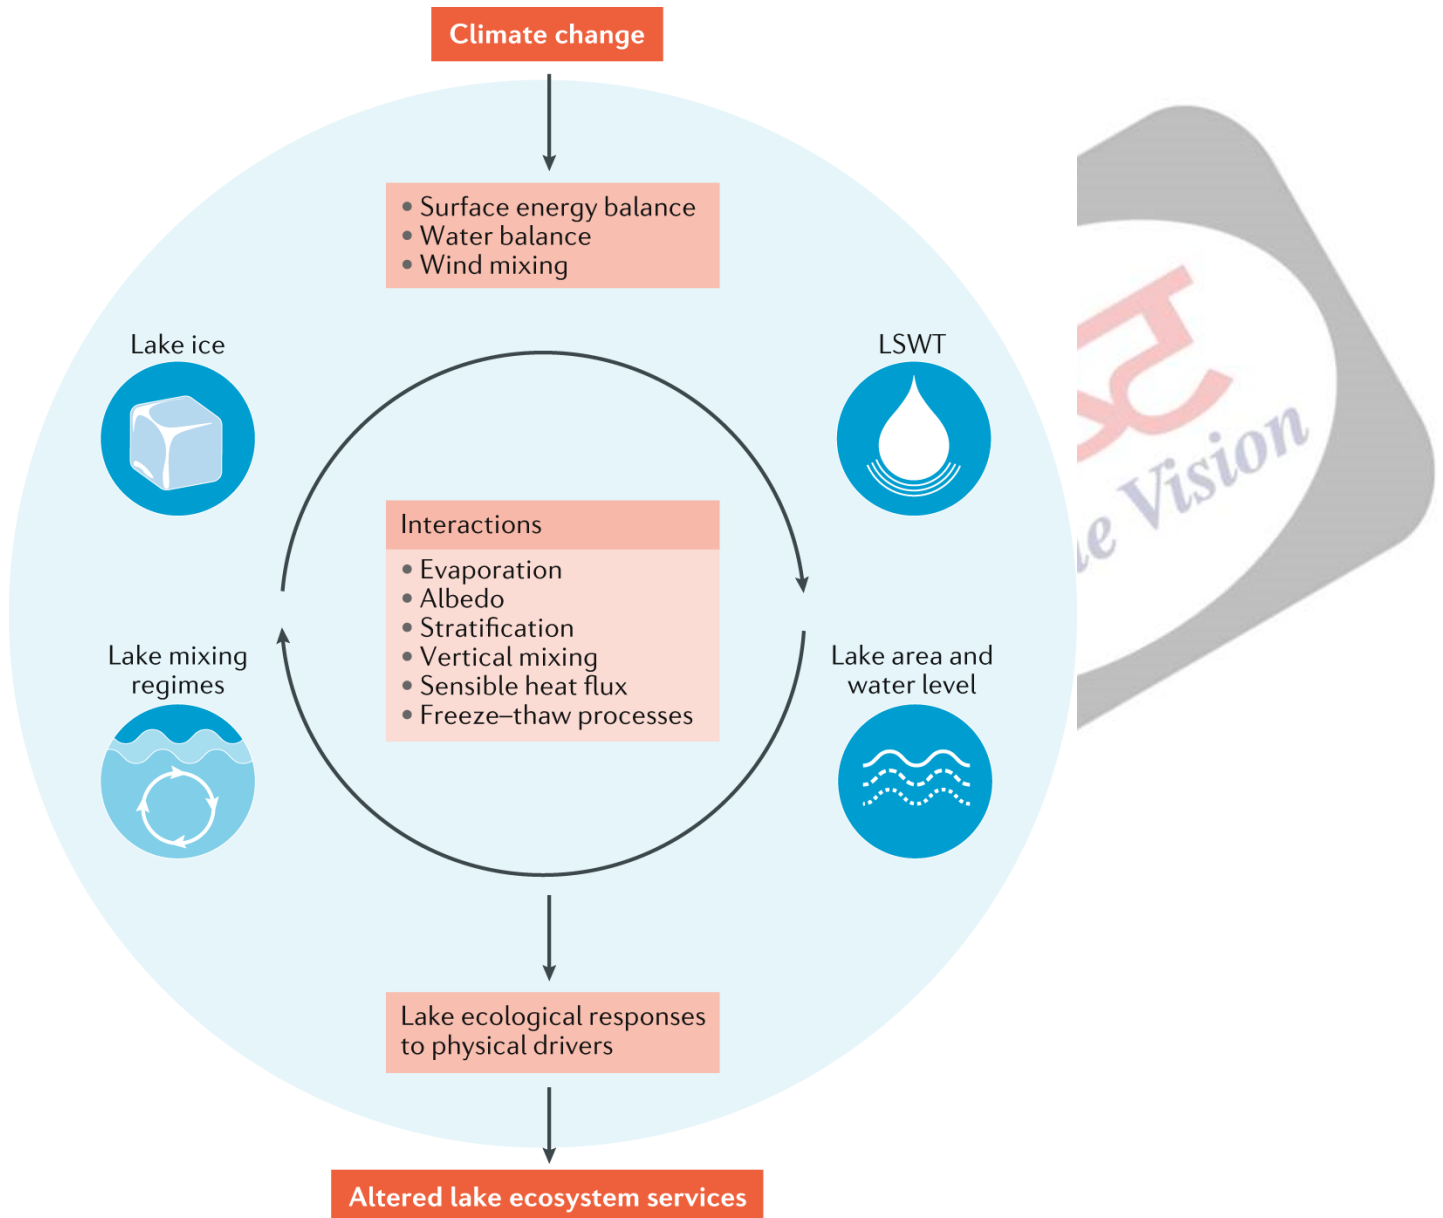 Climate change
• Surface energy balance
• Water balance
• Wind mixing
Lake ice
LSWT
Interactions
• Evaporation
• Albedo
• Stratification
• Vertical mixing
• Sensible heat flux
• Freeze–thaw processes
Lake mixing
regimes
Lake area and
water level
Vision
Lake ecological responses
to physical drivers
Altered lake ecosystem services